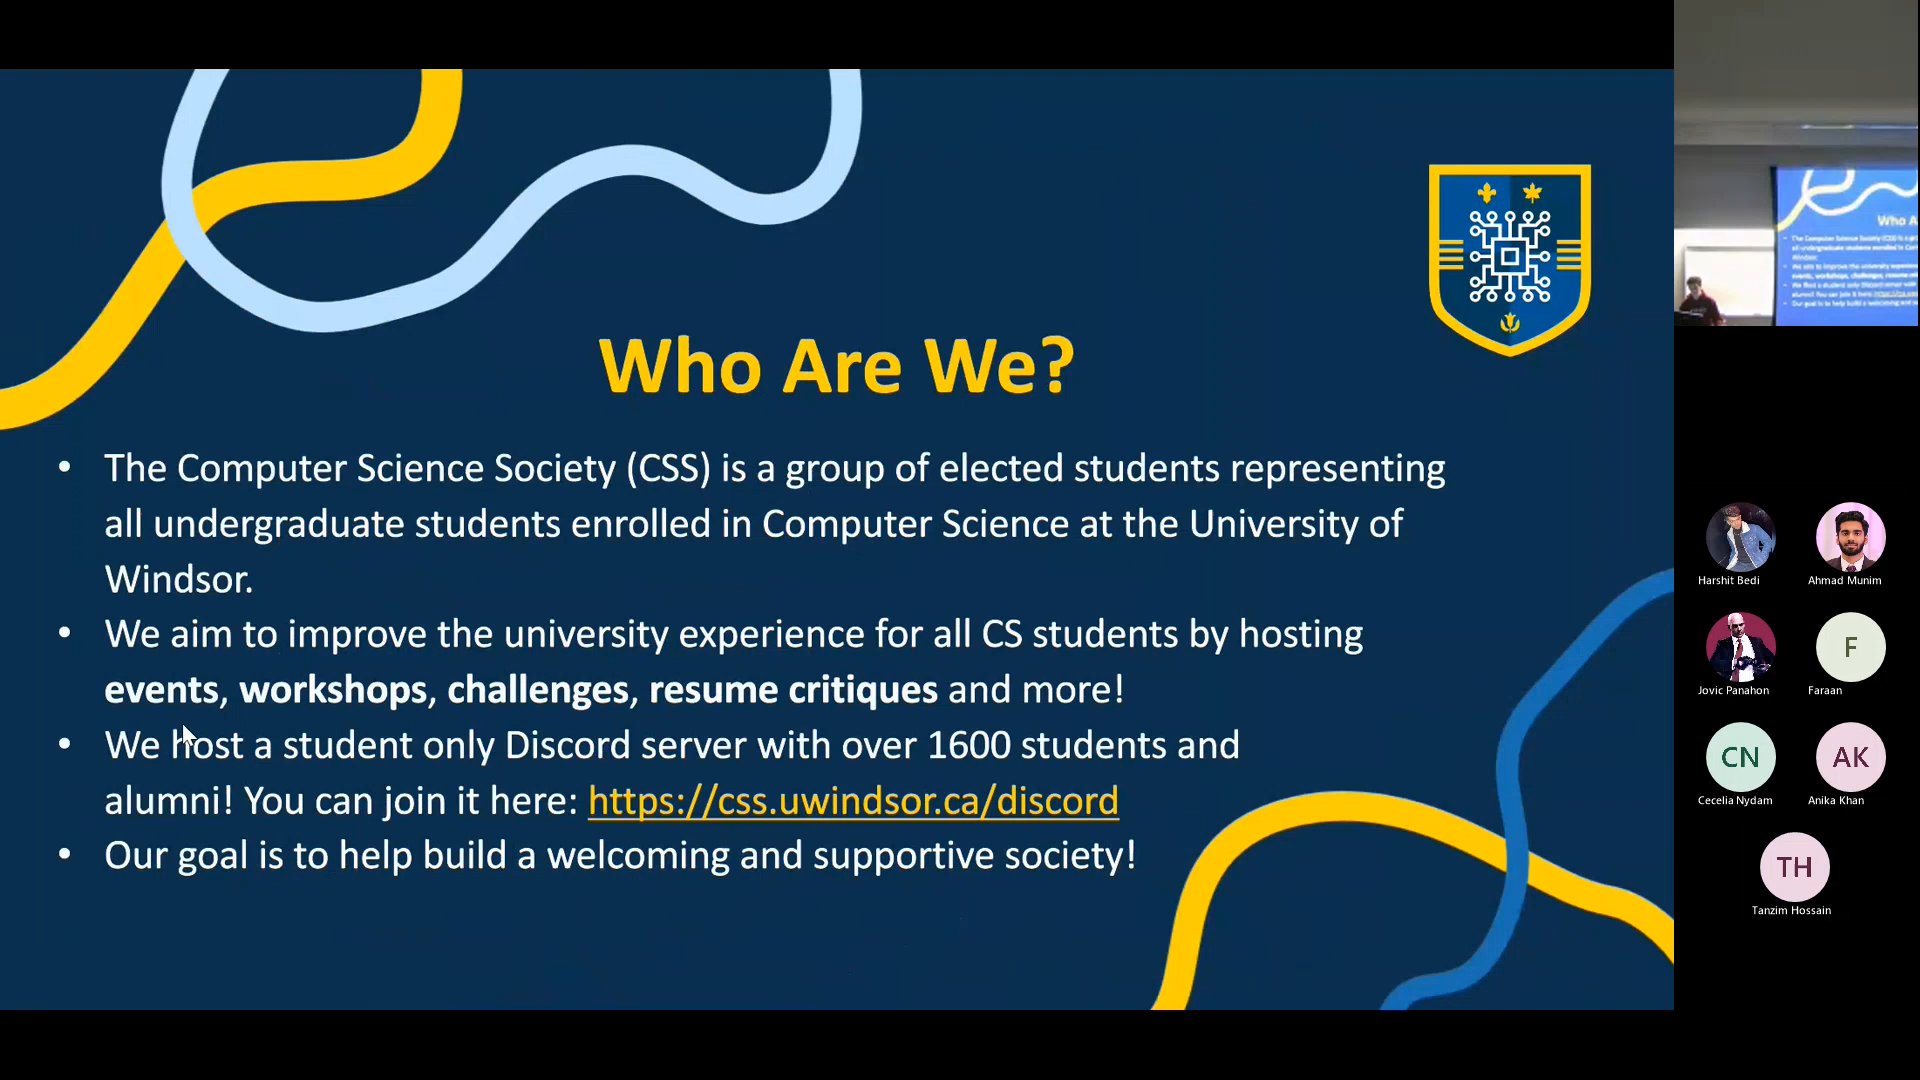 Who Are We?
• The Computer Science Society (CSS) is a group of elected students representing
all undergraduate students enrolled in Computer Science at the University of
Windsor.
• We aim to improve the university experience for all CS students by hosting
events, workshops, challenges, resume critiques and more!
• We host a student only Discord server with over 1600 students and
alumni! You can join it here: https://css.uwindsor.ca/discord
• Our goal is to help build a welcoming and supportive society!
Who A
Harshit Bedi
Ahmad Munim
Jovic Panahon
F
Faraan
CN
Cecelia Nydam
AK
Anika Khan
TH
Tanzim Hossain